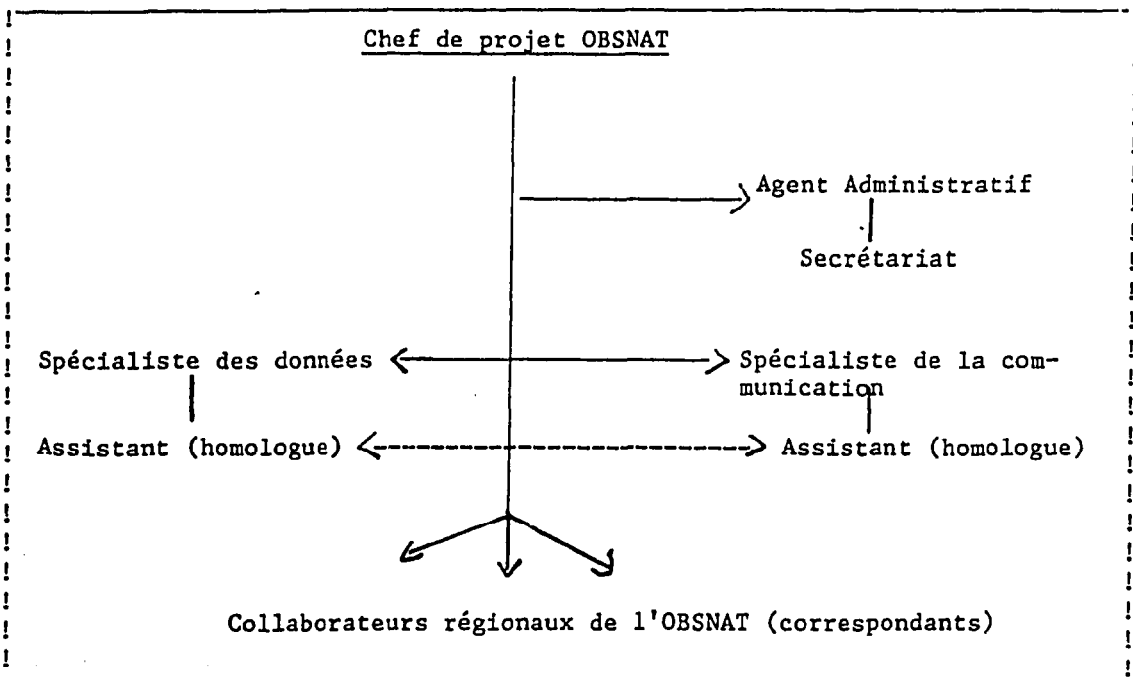 Chef de projet OBSNAT
Agent Administratif
Secrétariat
Spécialiste des données
Spécialiste de la com-
munication
Assistant (homologue)
Assistant (homologue)
Collaborateurs régionaux de l'OBSNAT (correspondants)